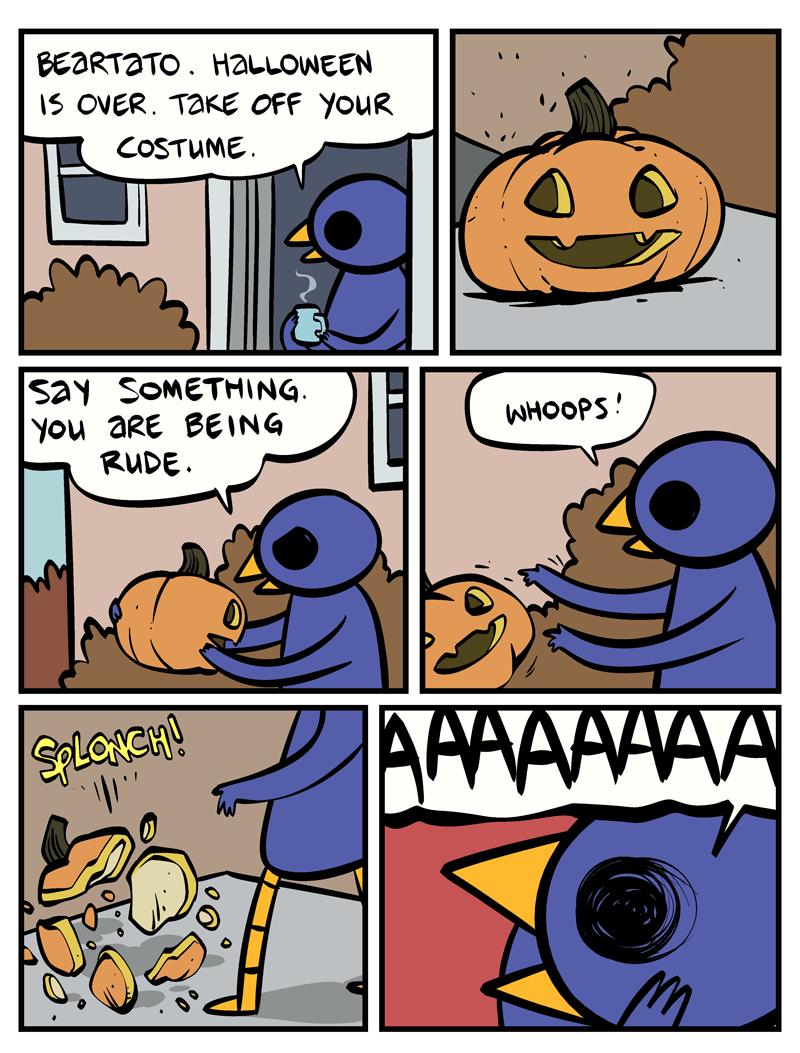 BEARTATO. HALLOWEEN
IS OVER. TAKE OFF YOUR
COSTUME.
SAY SOMETHING.
YOU ARE BEING
RUDE.
WHOOPS!
SPLONCH!
AAAAAAAA